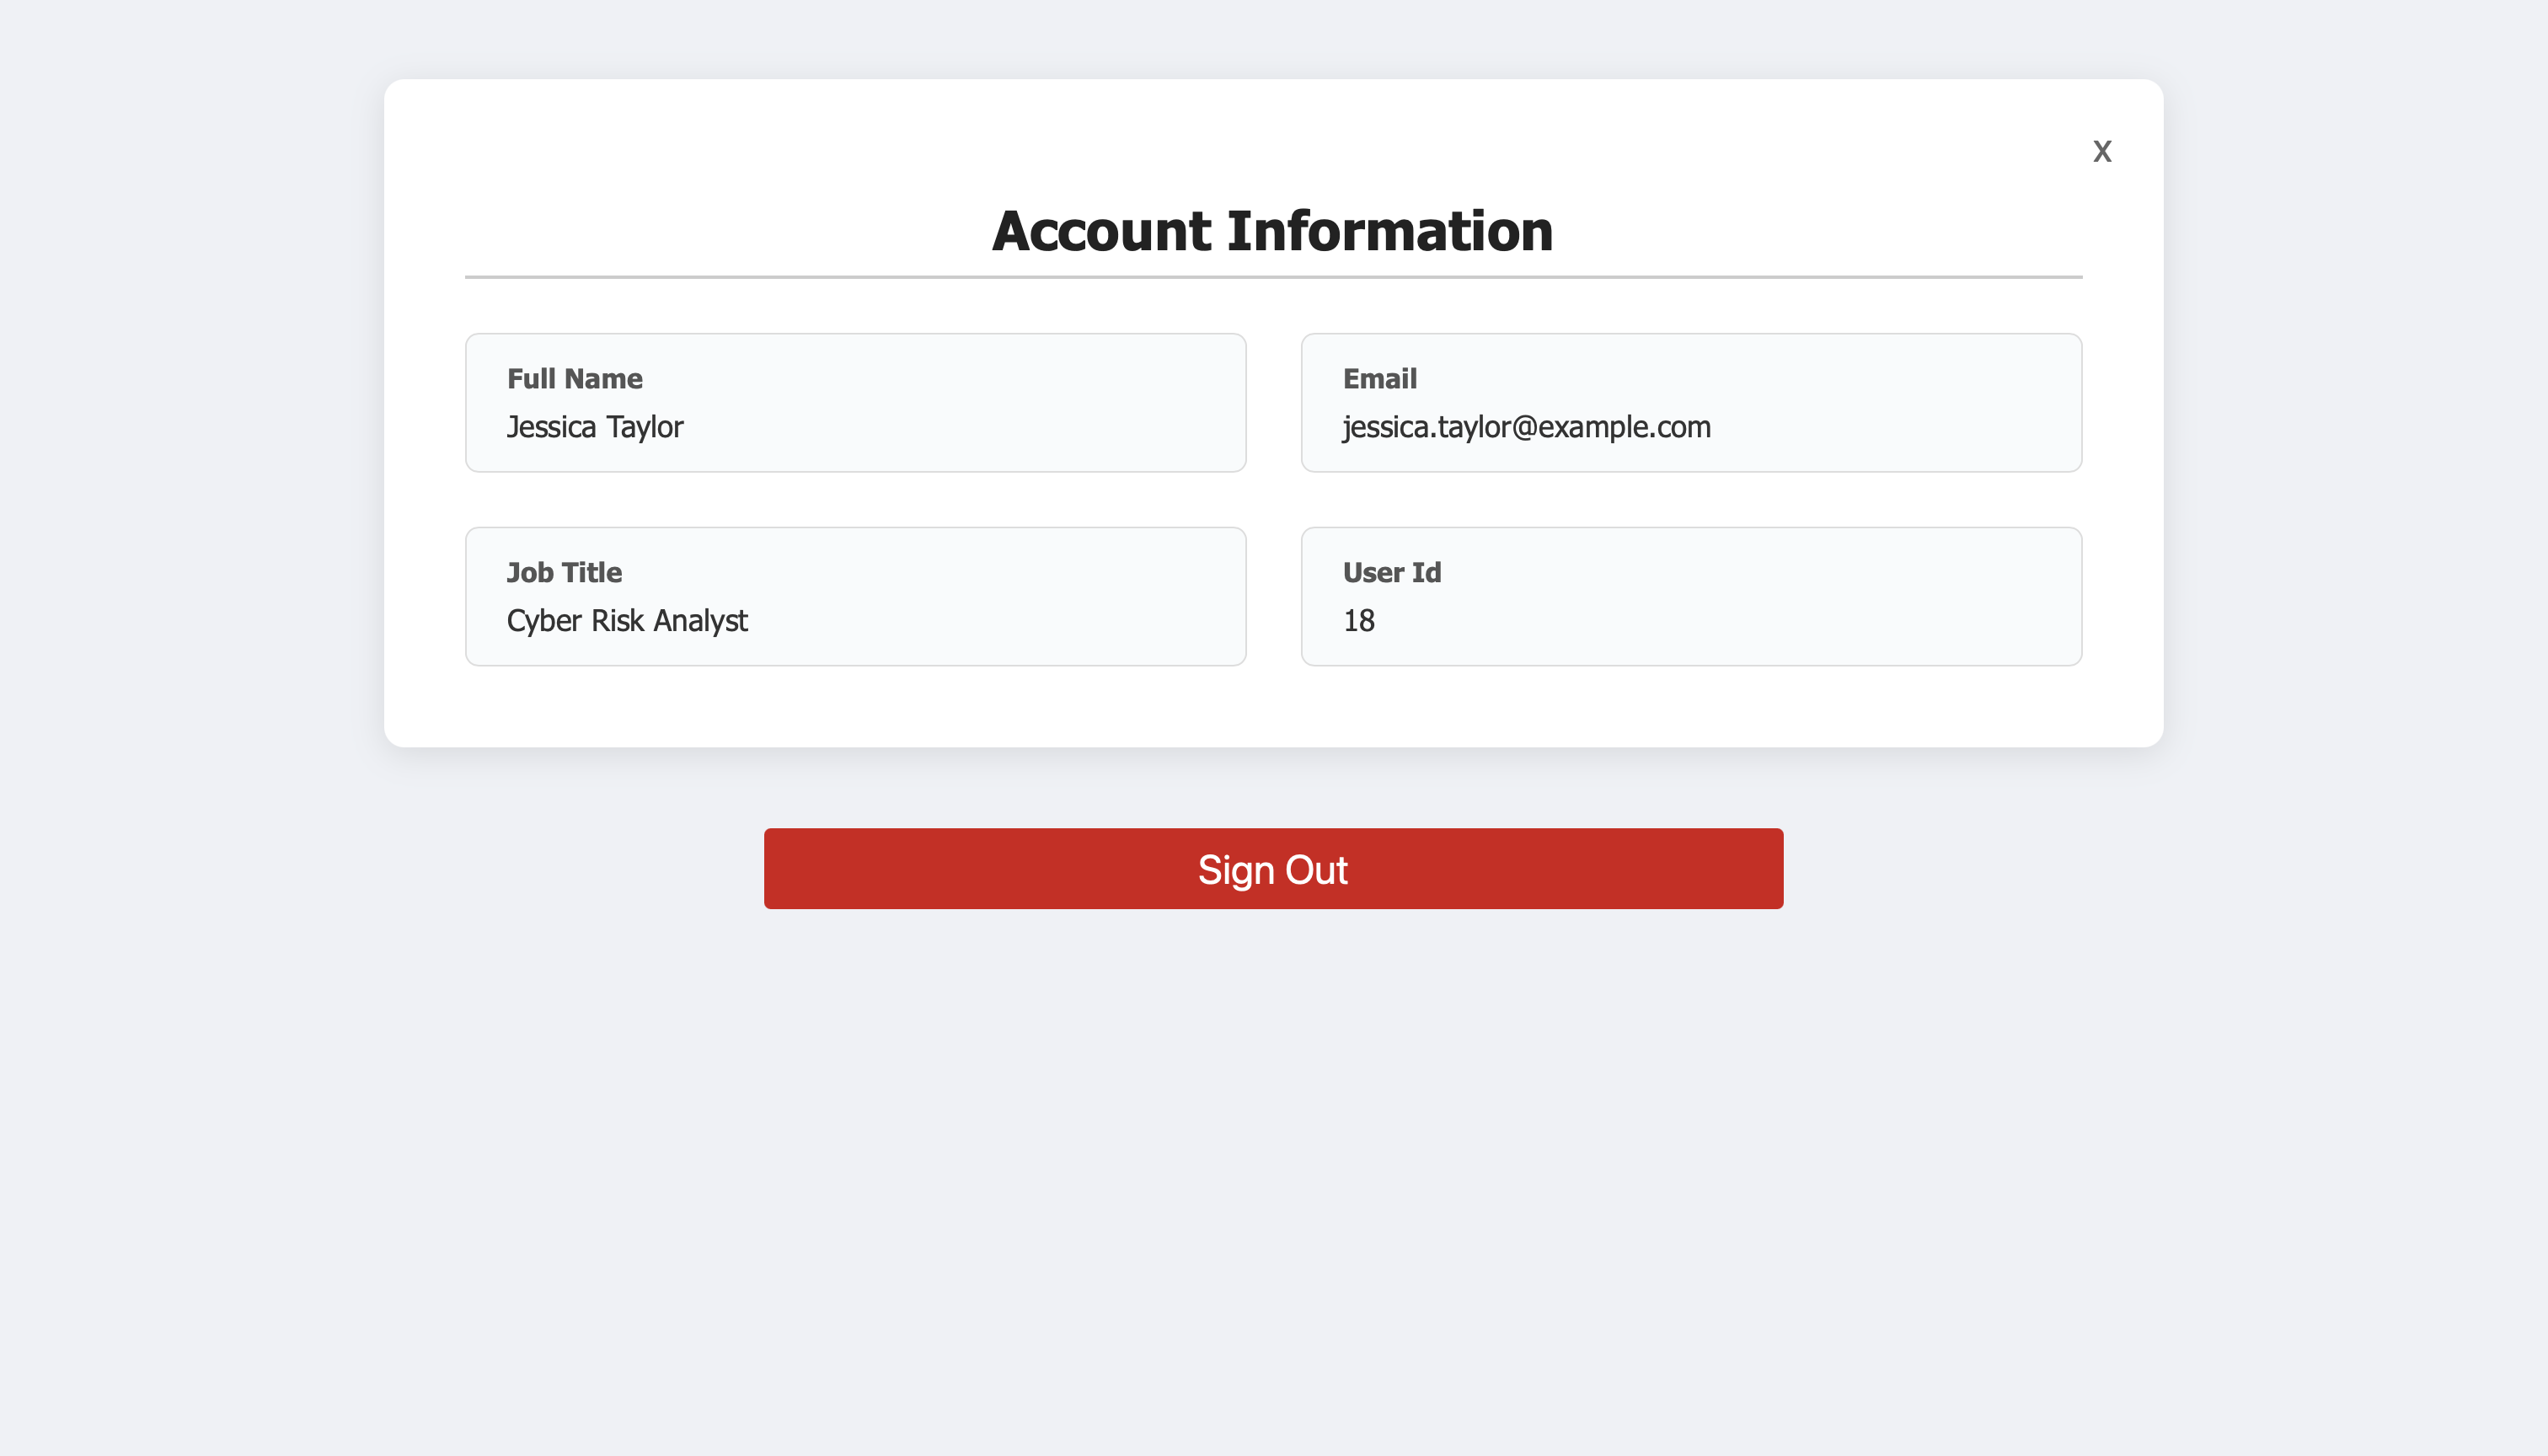 X
Account Information
Full Name
Jessica Taylor
Email
jessica.taylor@example.com
Job Title
Cyber Risk Analyst
User Id
18
Sign Out